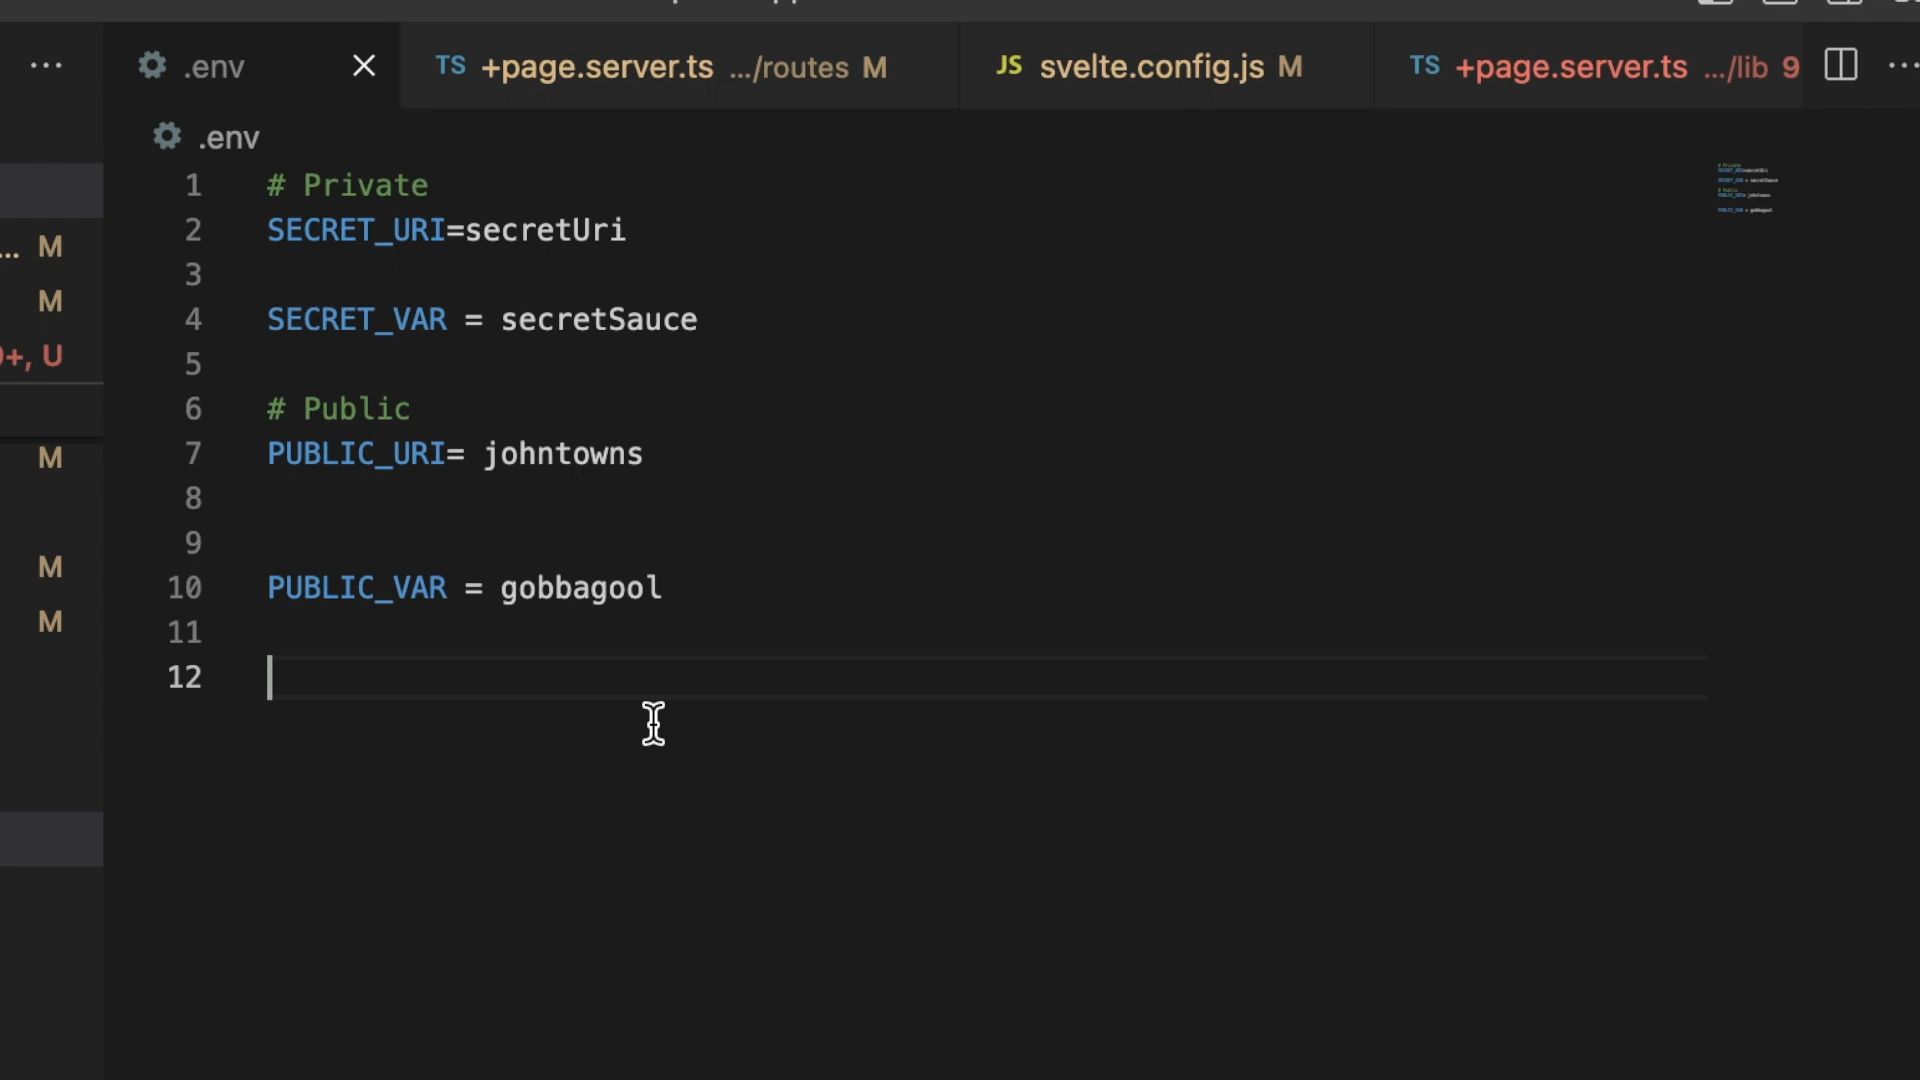 ... .env × TS +page.server.ts .../routes M JS svelte.config.js M TS +page.server.ts .../lib 9 ...
.env
1 # Private
2 SECRET_URI=secretUri
... M
3
M
4 SECRET_VAR = secretSauce
+, U
5
6 # Public
7 PUBLIC_URI= johntowns
M
8
9
M
10 PUBLIC_VAR = gobbagool
M
11
12